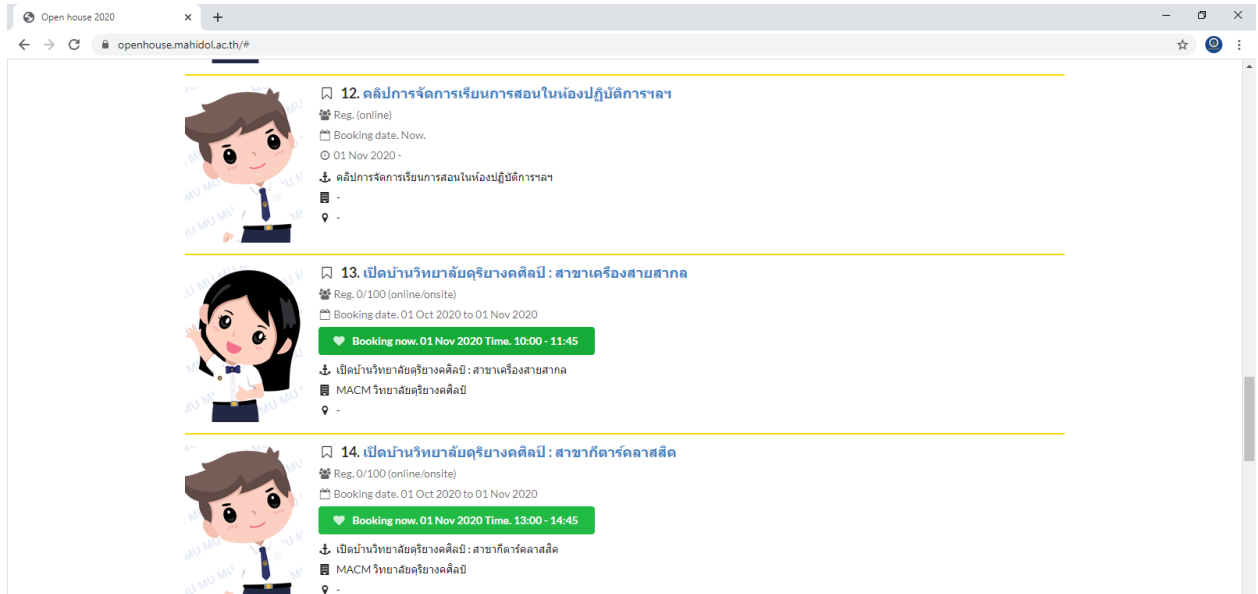 Open house 2020
openhouse.mahidol.ac.th/#
12. คลิปการจัดการเรียนการสอนในห้องปฏิบัติการฯลฯ
Reg. (online)
Booking date. Now.
01 Nov 2020 -
คลิปการจัดการเรียนการสอนในห้องปฏิบัติการฯลฯ
-
-
13. เปิดบ้านวิทยาลัยดุริยางคศิลป์ : สาขาเครื่องสายสากล
Reg. 0/100 (online/onsite)
Booking date. 01 Oct 2020 to 01 Nov 2020
Booking now. 01 Nov 2020 Time. 10:00 - 11:45
เปิดบ้านวิทยาลัยดุริยางคศิลป์ : สาขาเครื่องสายสากล
MACM วิทยาลัยดุริยางคศิลป์
-
14. เปิดบ้านวิทยาลัยดุริยางคศิลป์ : สาขากีตาร์คลาสสิค
Reg. 0/100 (online/onsite)
Booking date. 01 Oct 2020 to 01 Nov 2020
Booking now. 01 Nov 2020 Time. 13:00 - 14:45
เปิดบ้านวิทยาลัยดุริยางคศิลป์ : สาขากีตาร์คลาสสิค
MACM วิทยาลัยดุริยางคศิลป์
-